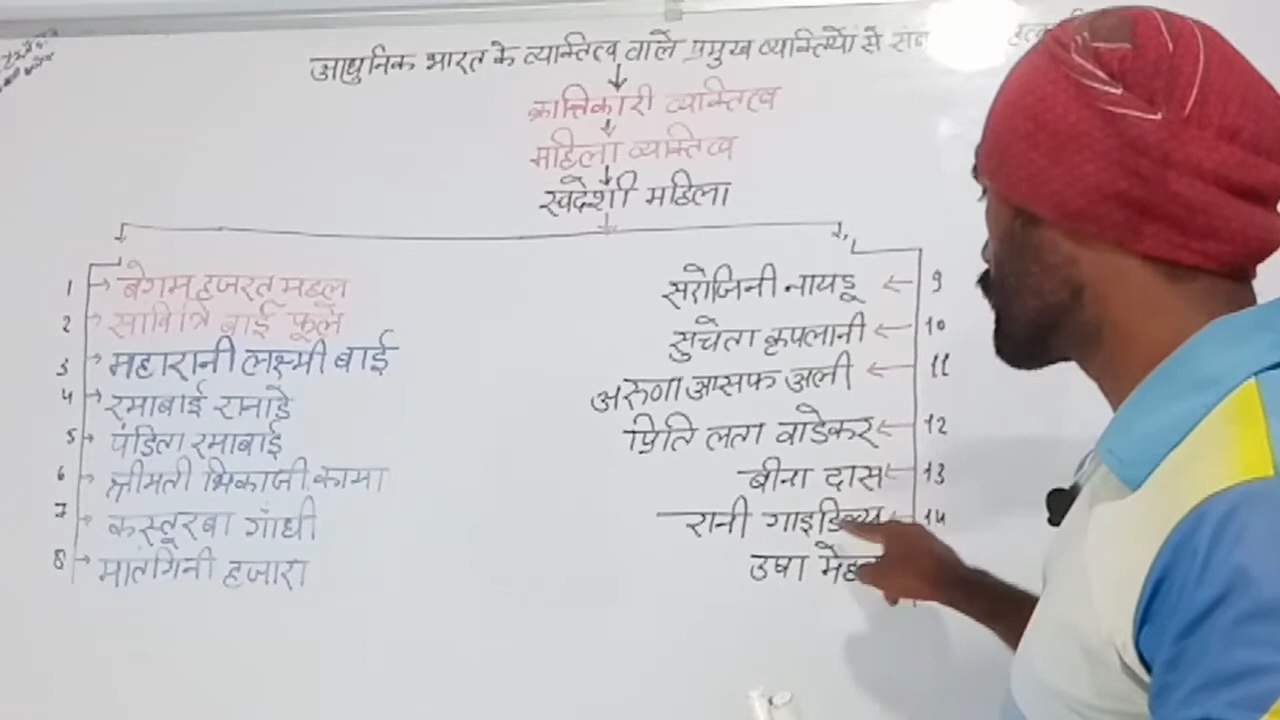 आधुनिक भारत के व्यक्तित्व वाले प्रमुख व्यक्तियों से
क्रान्तिकारी व्यक्तित्व
महिला व्यक्तित्व
स्वदेशी महिला
1 बेगम हजरत महल
2 सावित्रि बाई फूले
3 महारानी लक्ष्मी बाई
4 रमाबाई रानाडे
5 पंडिता रमाबाई
6 श्रीमती भिकाजी कामा
7 कस्तूरबा गाँधी
8 मातंगिनी हजारा
सरोजिनी नायडू 9
सुचेता कृपलानी 10
अरुणा आसफ अली 11
प्रिति लता वाडेकर 12
बीना दास 13
रानी 14
उषा